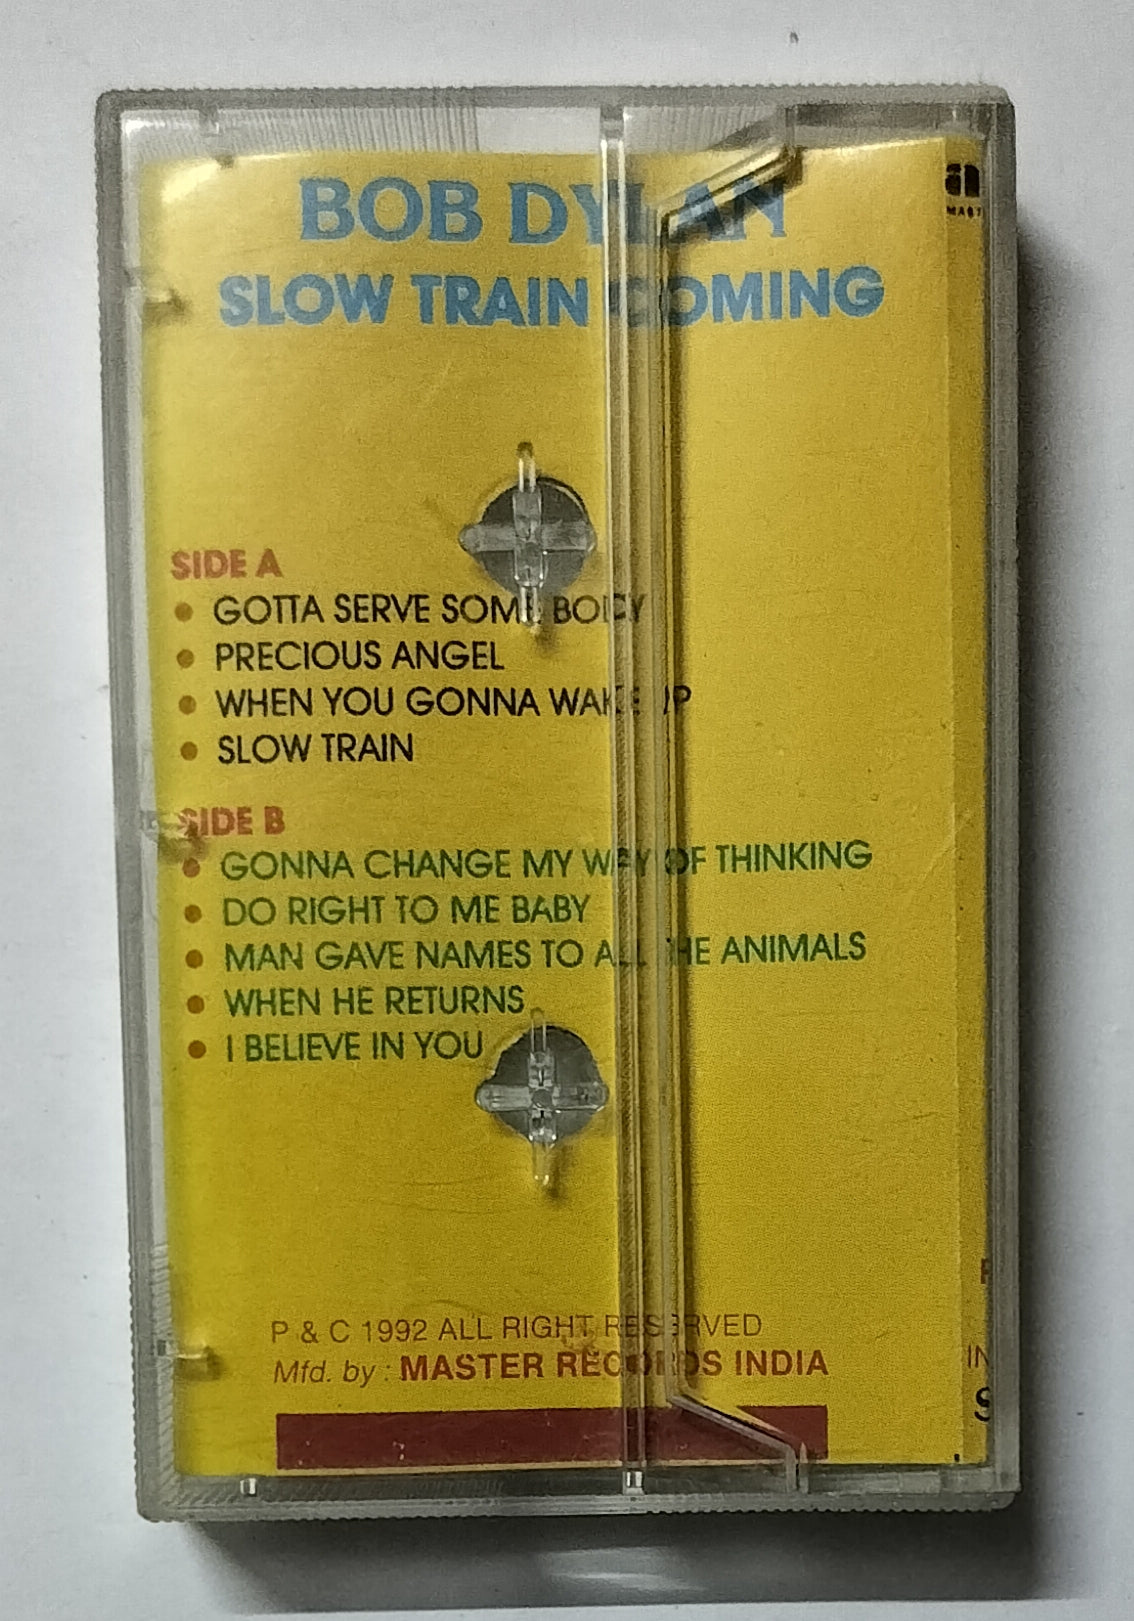 BOB DYLAN
SLOW TRAIN COMING
SIDE A
• GOTTA SERVE SOME BODY
• PRECIOUS ANGEL
• WHEN YOU GONNA WAKE UP
• SLOW TRAIN
SIDE B
• GONNA CHANGE MY WAY OF THINKING
• DO RIGHT TO ME BABY
• MAN GAVE NAMES TO ALL THE ANIMALS
• WHEN HE RETURNS
• I BELIEVE IN YOU
P & C 1992 ALL RIGHT RESERVED
Mfd. by : MASTER RECORDS INDIA